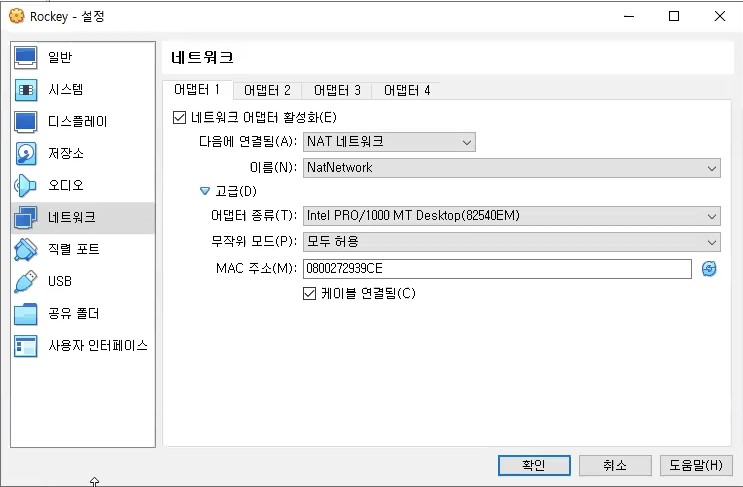 Rockey - 설정
일반
시스템
디스플레이
저장소
오디오
네트워크
직렬 포트
USB
공유 폴더
사용자 인터페이스
네트워크
어댑터 1 어댑터 2 어댑터 3 어댑터 4
네트워크 어댑터 활성화(E)
다음에 연결됨(A): NAT 네트워크
이름(N): NatNetwork
고급(D)
어댑터 종류(T): Intel PRO/1000 MT Desktop(82540EM)
무작위 모드(P): 모두 허용
MAC 주소(M): 0800272939CE
케이블 연결됨(C)
확인 취소 도움말(H)